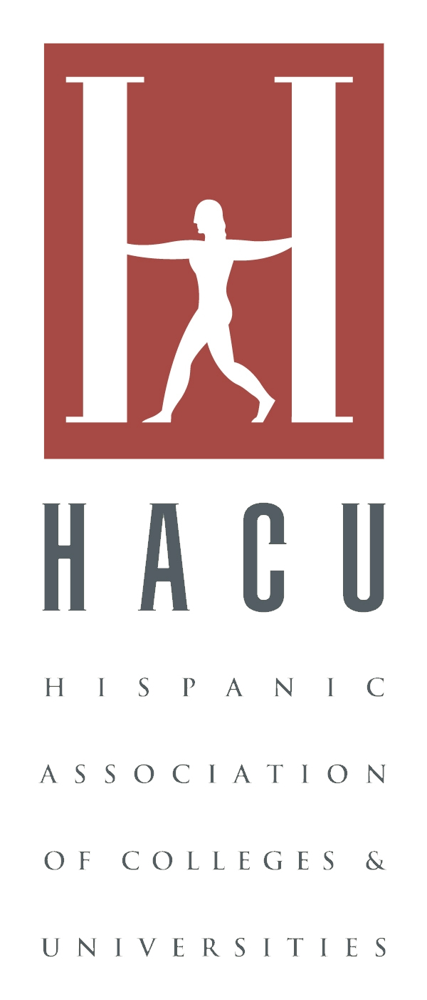 H
HACU
HISPANIC
ASSOCIATION
OF COLLEGES &
UNIVERSITIES